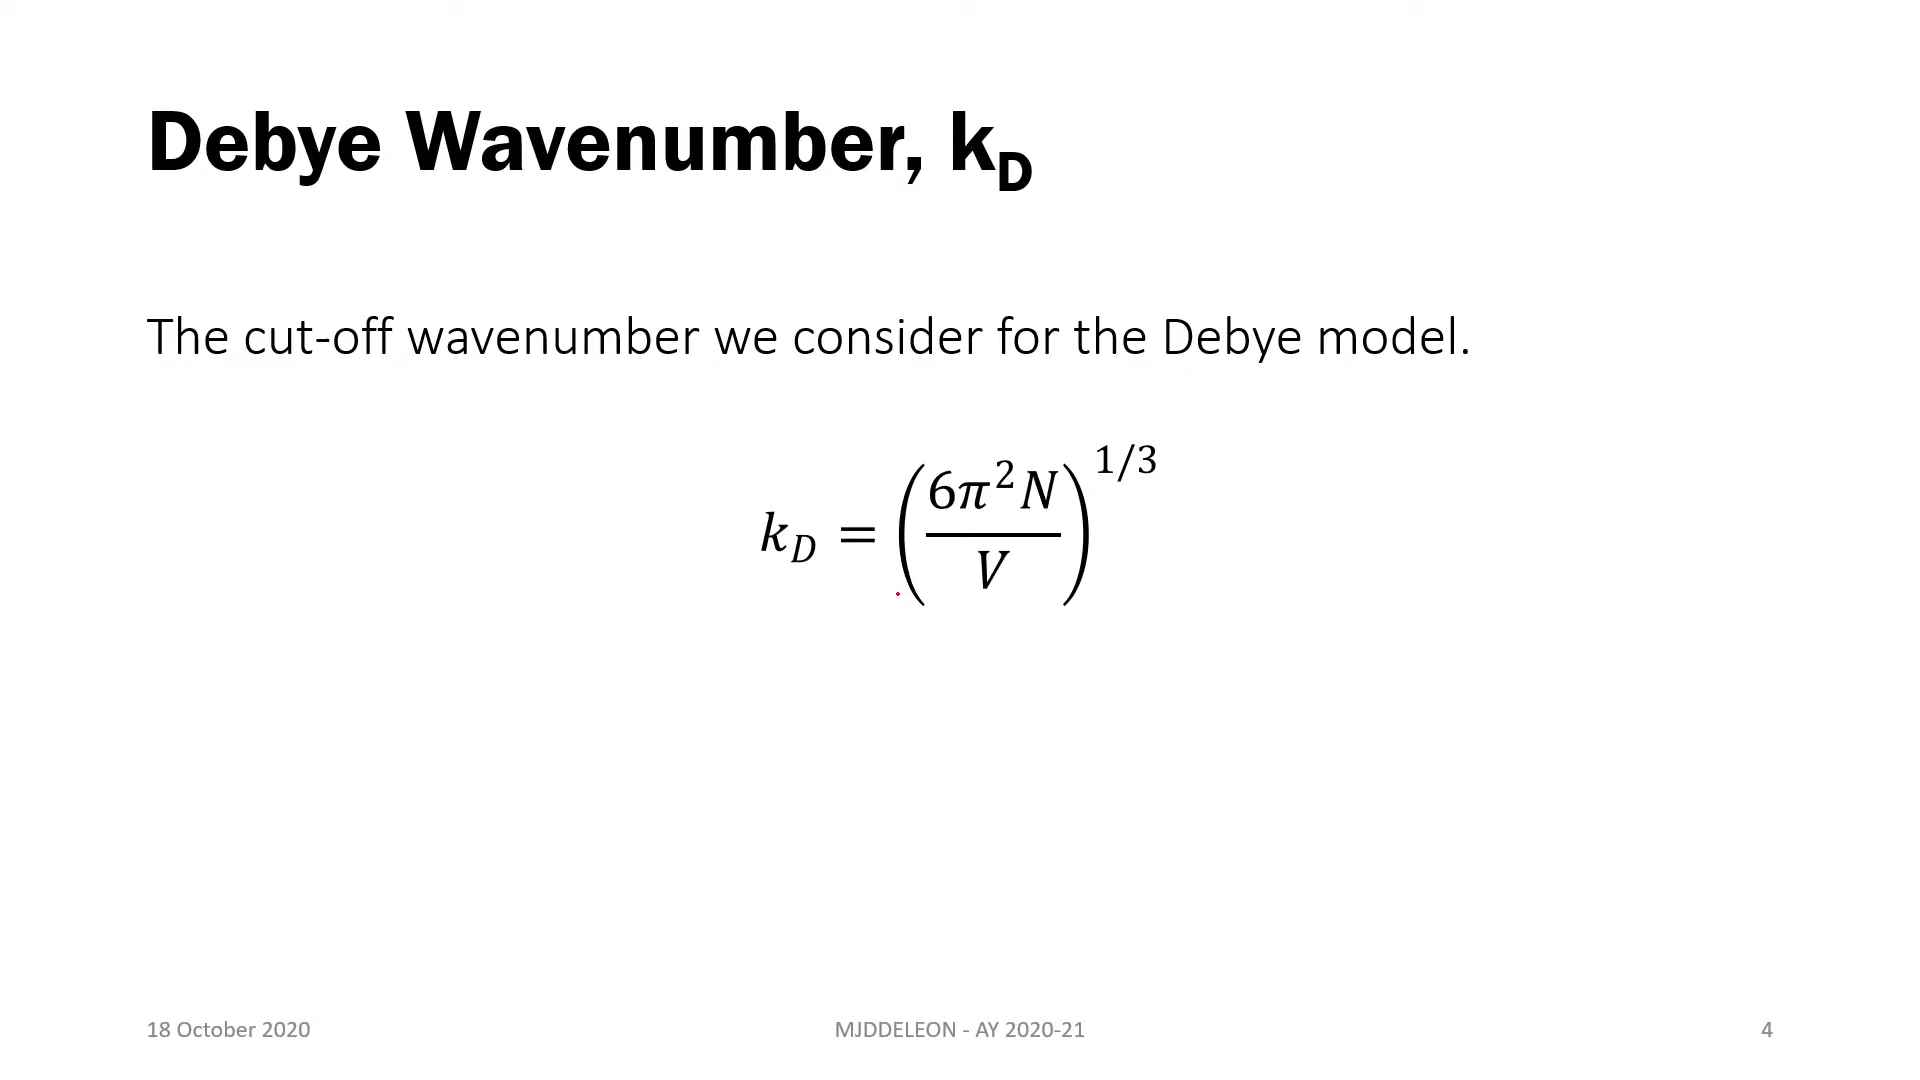 Debye Wavenumber, k_D
The cut-off wavenumber we consider for the Debye model.
k_D = (6π²N / V)^{1/3}
18 October 2020
MJDDELEON - AY 2020-21
4